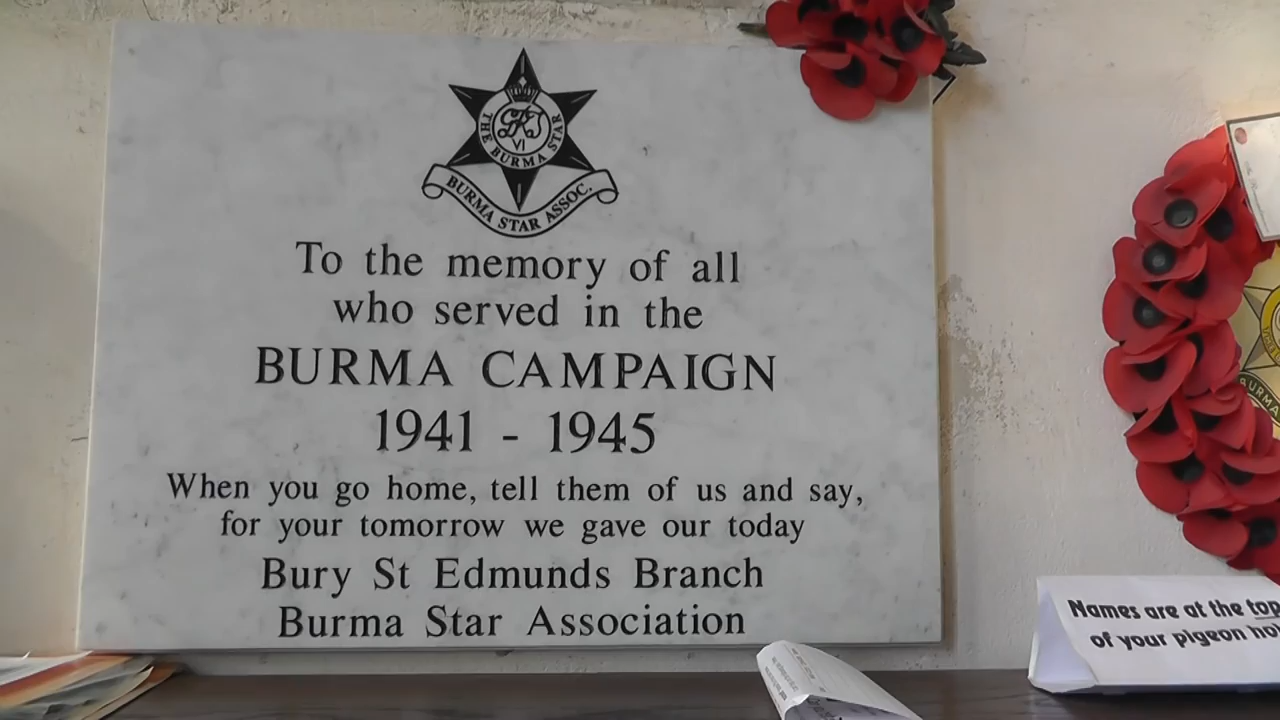 THE BURMA STAR
VI
BURMA STAR ASSOC.
To the memory of all
who served in the
BURMA CAMPAIGN
1941 - 1945
When you go home, tell them of us and say,
for your tomorrow we gave our today
Bury St Edmunds Branch
Burma Star Association
BURMA
Names are at the top
of your pigeon